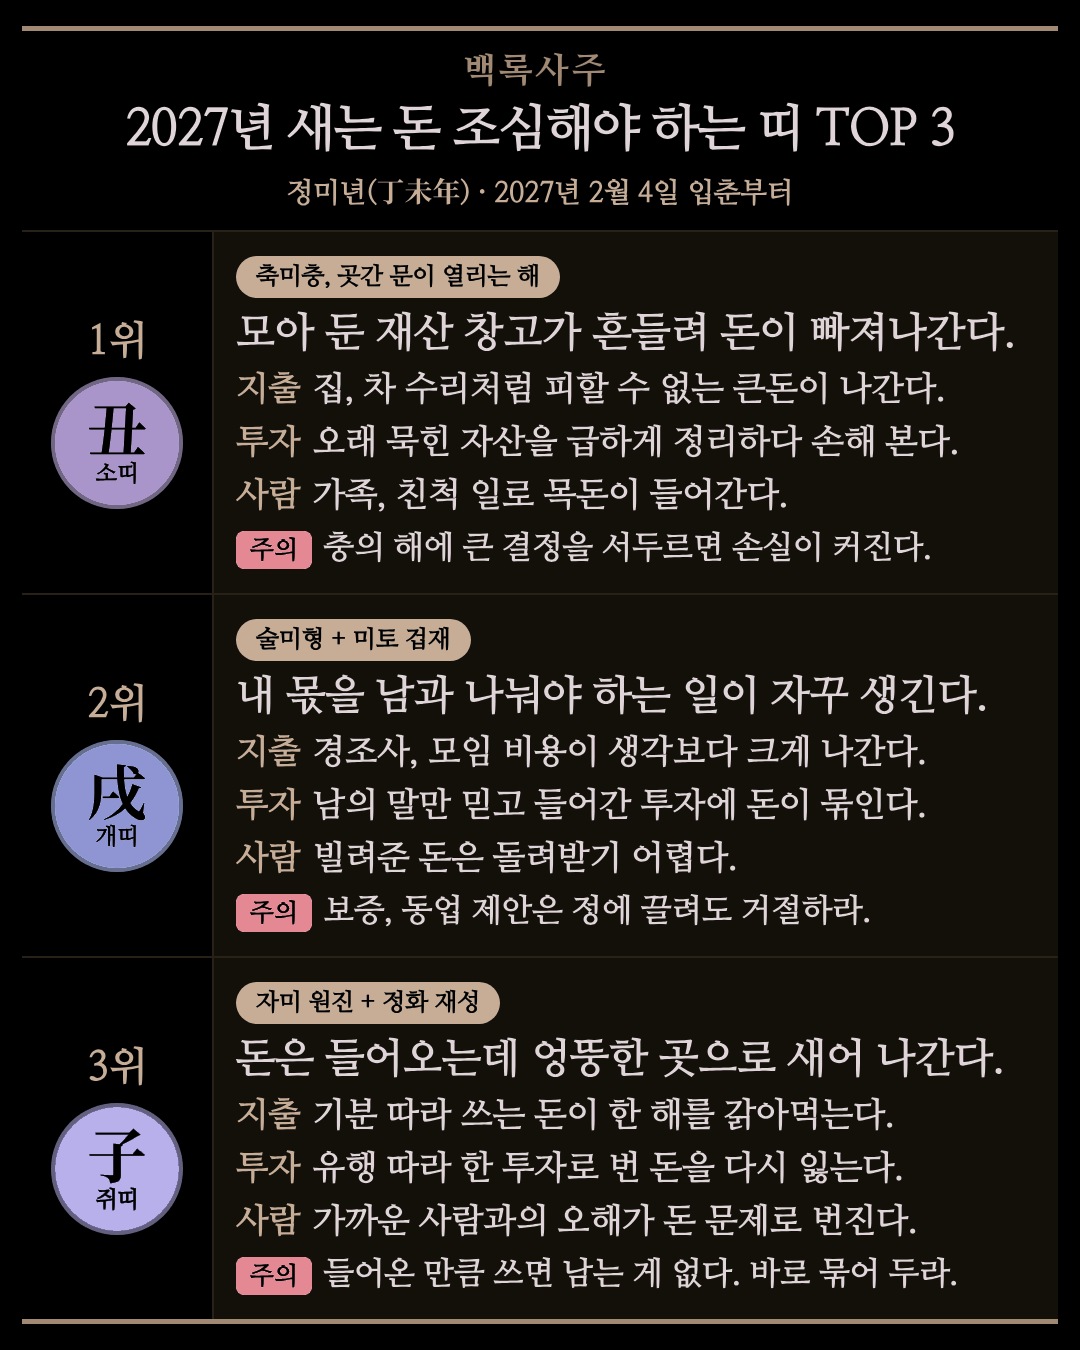 백록사주
2027년 새는 돈 조심해야 하는 띠 TOP 3
정미년(丁未年) · 2027년 2월 4일 입춘부터
1위
丑
소띠
축미충, 곳간 문이 열리는 해
모아 둔 재산 창고가 흔들려 돈이 빠져나간다.
지출 집, 차 수리처럼 피할 수 없는 큰돈이 나간다.
투자 오래 묵힌 자산을 급하게 정리하다 손해 본다.
사람 가족, 친척 일로 목돈이 들어간다.
주의 충의 해에 큰 결정을 서두르면 손실이 커진다.
2위
戌
개띠
술미형 + 미토 겁재
내 몫을 남과 나눠야 하는 일이 자꾸 생긴다.
지출 경조사, 모임 비용이 생각보다 크게 나간다.
투자 남의 말만 믿고 들어간 투자에 돈이 묶인다.
사람 빌려준 돈은 돌려받기 어렵다.
주의 보증, 동업 제안은 정에 끌려도 거절하라.
3위
子
쥐띠
자미 원진 + 정화 재성
돈은 들어오는데 엉뚱한 곳으로 새어 나간다.
지출 기분 따라 쓰는 돈이 한 해를 갉아먹는다.
투자 유행 따라 한 투자로 번 돈을 다시 잃는다.
사람 가까운 사람과의 오해가 돈 문제로 번진다.
주의 들어온 만큼 쓰면 남는 게 없다. 바로 묶어 두라.